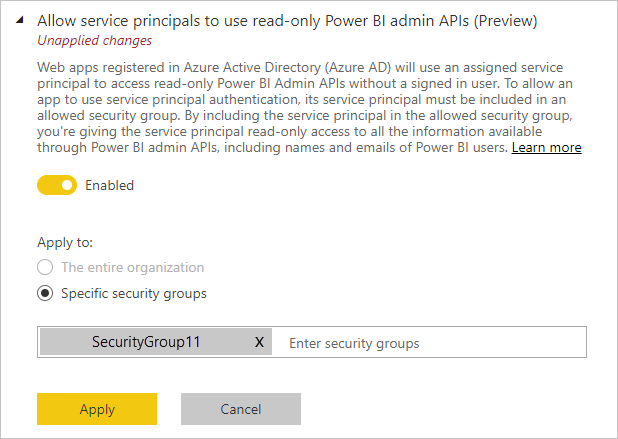 Allow service principals to use read-only Power BI admin APIs (Preview)
Unapplied changes
Web apps registered in Azure Active Directory (Azure AD) will use an assigned service
principal to access read-only Power BI Admin APIs without a signed in user. To allow an
app to use service principal authentication, its service principal must be included in an
allowed security group. By including the service principal in the allowed security group,
you're giving the service principal read-only access to all the information available
through Power BI admin APIs, including names and emails of Power BI users. Learn more
Enabled
Apply to:
The entire organization
Specific security groups
SecurityGroup11 X Enter security groups
Apply Cancel